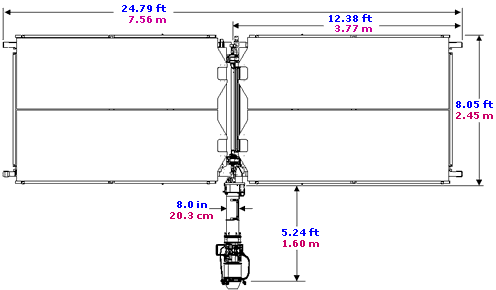 24.79 ft
7.56 m
12.38 ft
3.77 m
8.05 ft
2.45 m
8.0 in
20.3 cm
5.24 ft
1.60 m